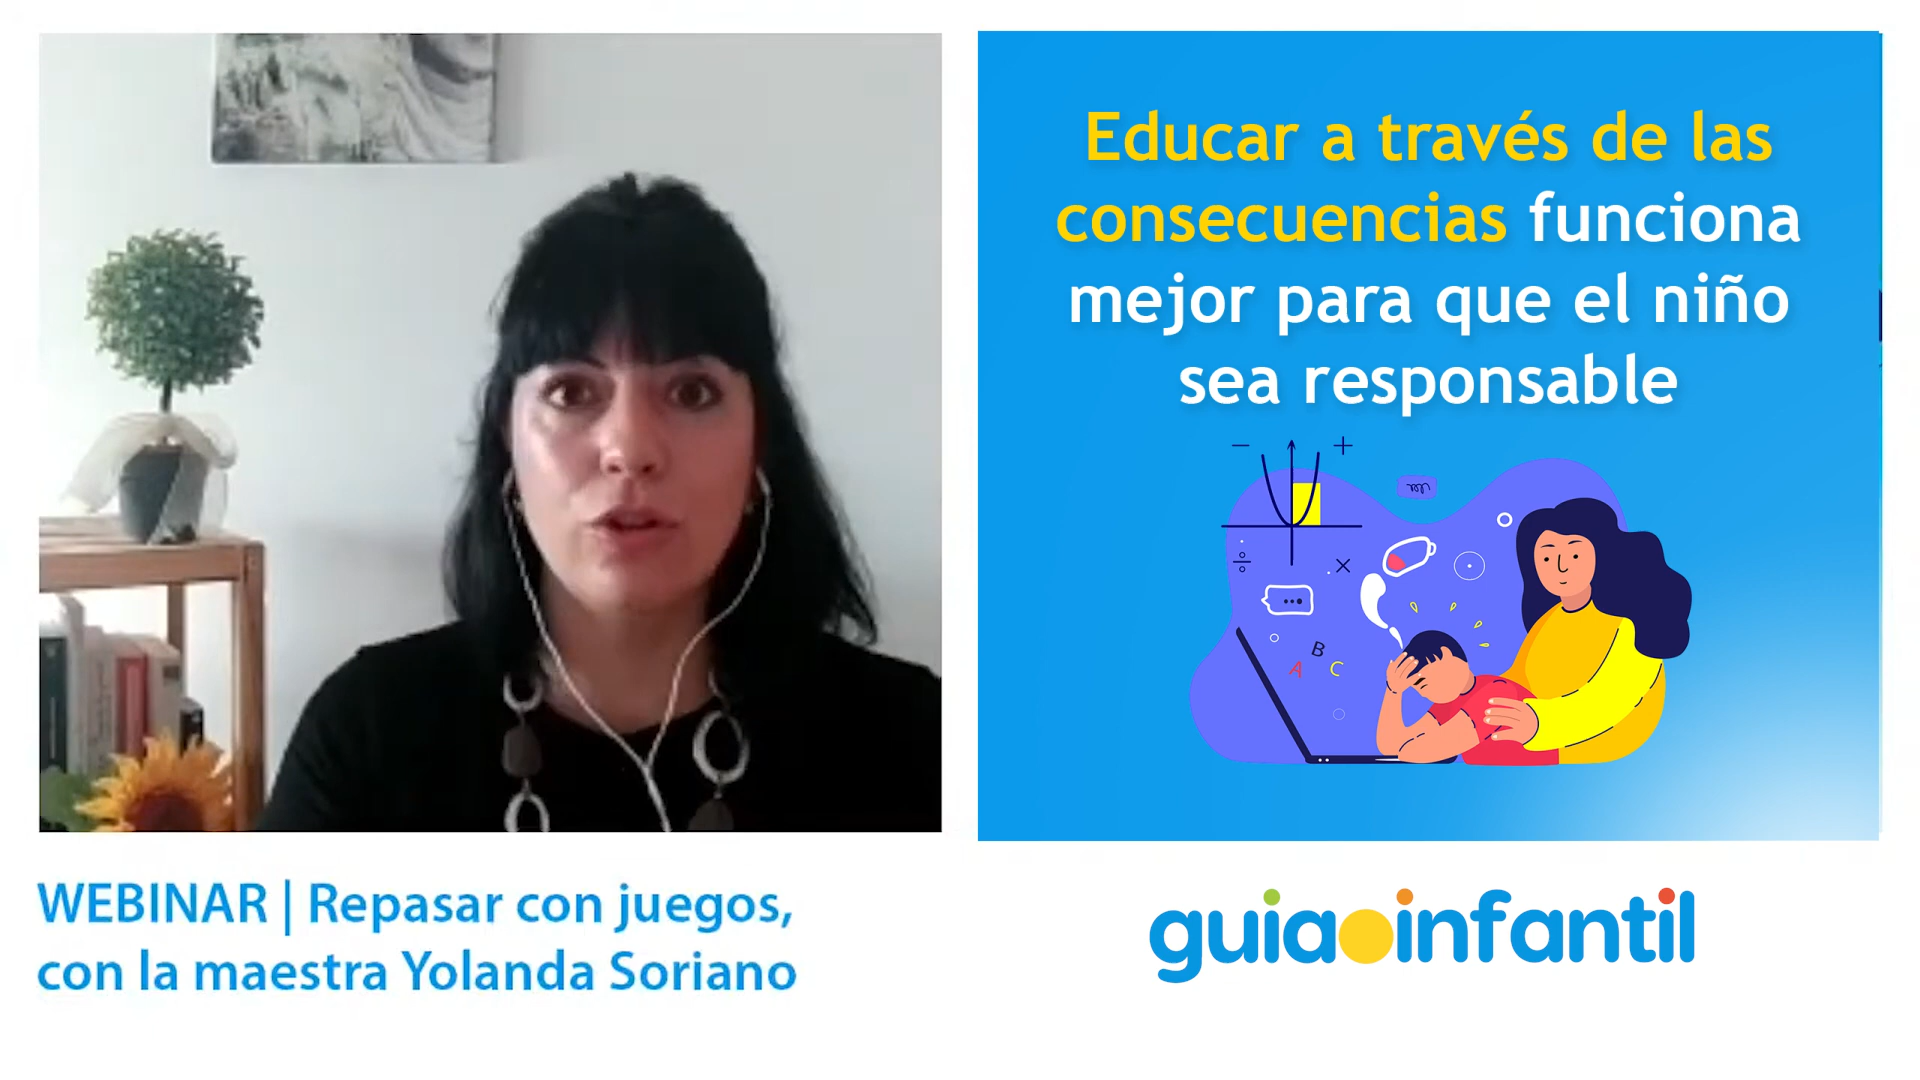 Educar a través de las
consecuencias funciona
mejor para que el niño
sea responsable
B
A
C
WEBINAR | Repasar con juegos,
con la maestra Yolanda Soriano
guiainfantil